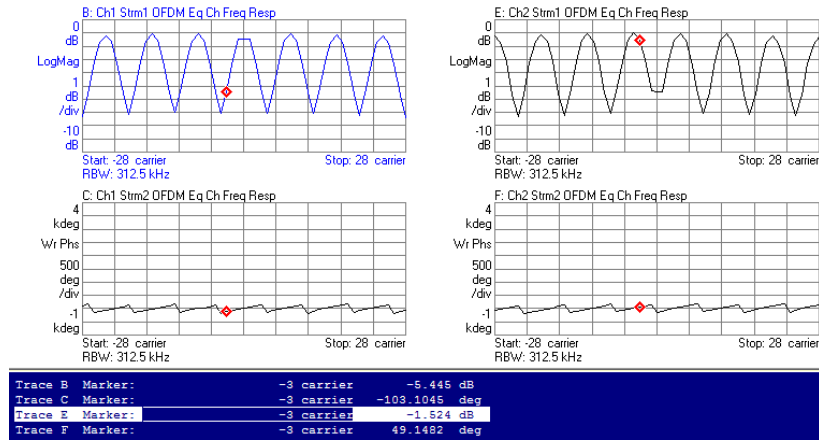 B: Ch1 Strm1 OFDM Eq Ch Freq Resp
0
dB
LogMag
1
dB
/div
-10
dB
Start: -28 carrier Stop: 28 carrier
RBW: 312.5 kHz
E: Ch2 Strm1 OFDM Eq Ch Freq Resp
0
dB
LogMag
1
dB
/div
-10
dB
Start: -28 carrier Stop: 28 carrier
RBW: 312.5 kHz
C: Ch1 Strm2 OFDM Eq Ch Freq Resp
4
kdeg
Wr Phs
500
deg
/div
-1
kdeg
Start: -28 carrier Stop: 28 carrier
RBW: 312.5 kHz
F: Ch2 Strm2 OFDM Eq Ch Freq Resp
4
kdeg
Wr Phs
500
deg
/div
-1
kdeg
Start: -28 carrier Stop: 28 carrier
RBW: 312.5 kHz
Trace B Marker: -3 carrier -5.445 dB
Trace C Marker: -3 carrier -103.1045 deg
Trace E Marker: -3 carrier -1.524 dB
Trace F Marker: -3 carrier 49.1482 deg